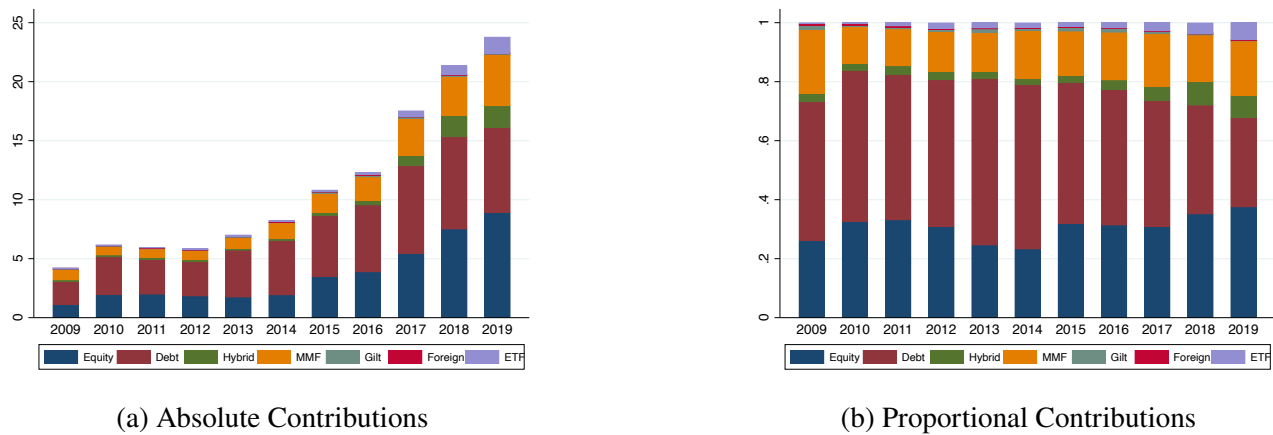 25
20
15
10
5
0
2009 2010 2011 2012 2013 2014 2015 2016 2017 2018 2019
Equity Debt Hybrid MMF Gilt Foreign ETF
(a) Absolute Contributions
1
.8
.6
.4
.2
0
2009 2010 2011 2012 2013 2014 2015 2016 2017 2018 2019
Equity Debt Hybrid MMF Gilt Foreign ETF
(b) Proportional Contributions